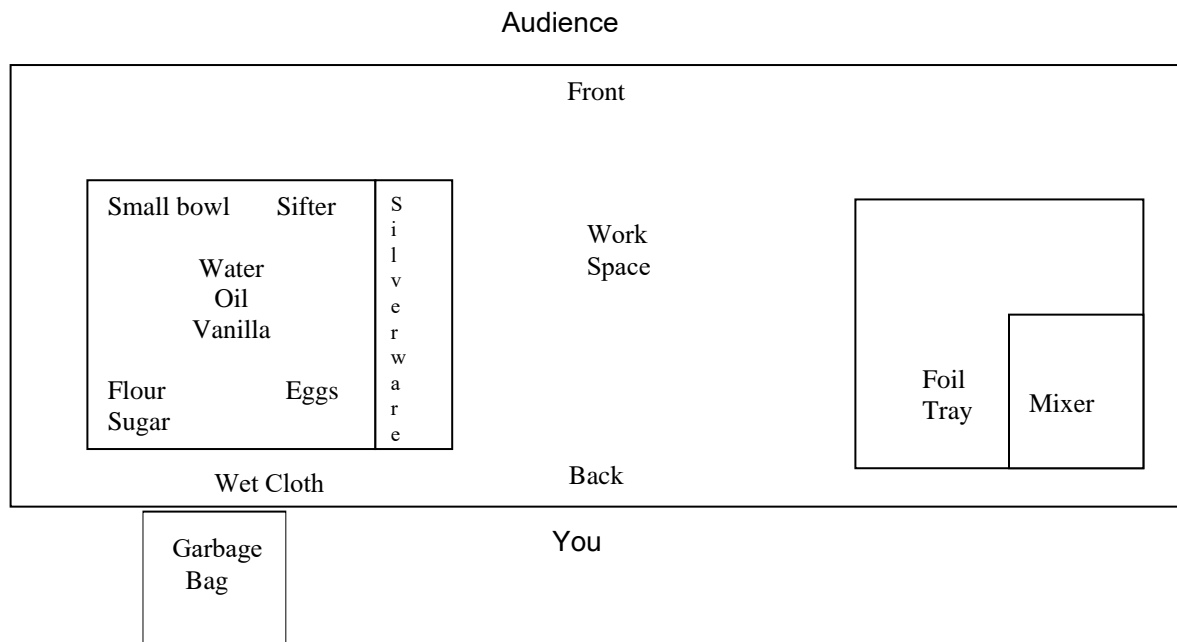 Audience
Front
Small bowl Sifter
Silverware
Water
Oil
Vanilla
Flour
Sugar
Eggs
Work
Space
Foil
Tray
Mixer
Wet Cloth
Back
You
Garbage
Bag